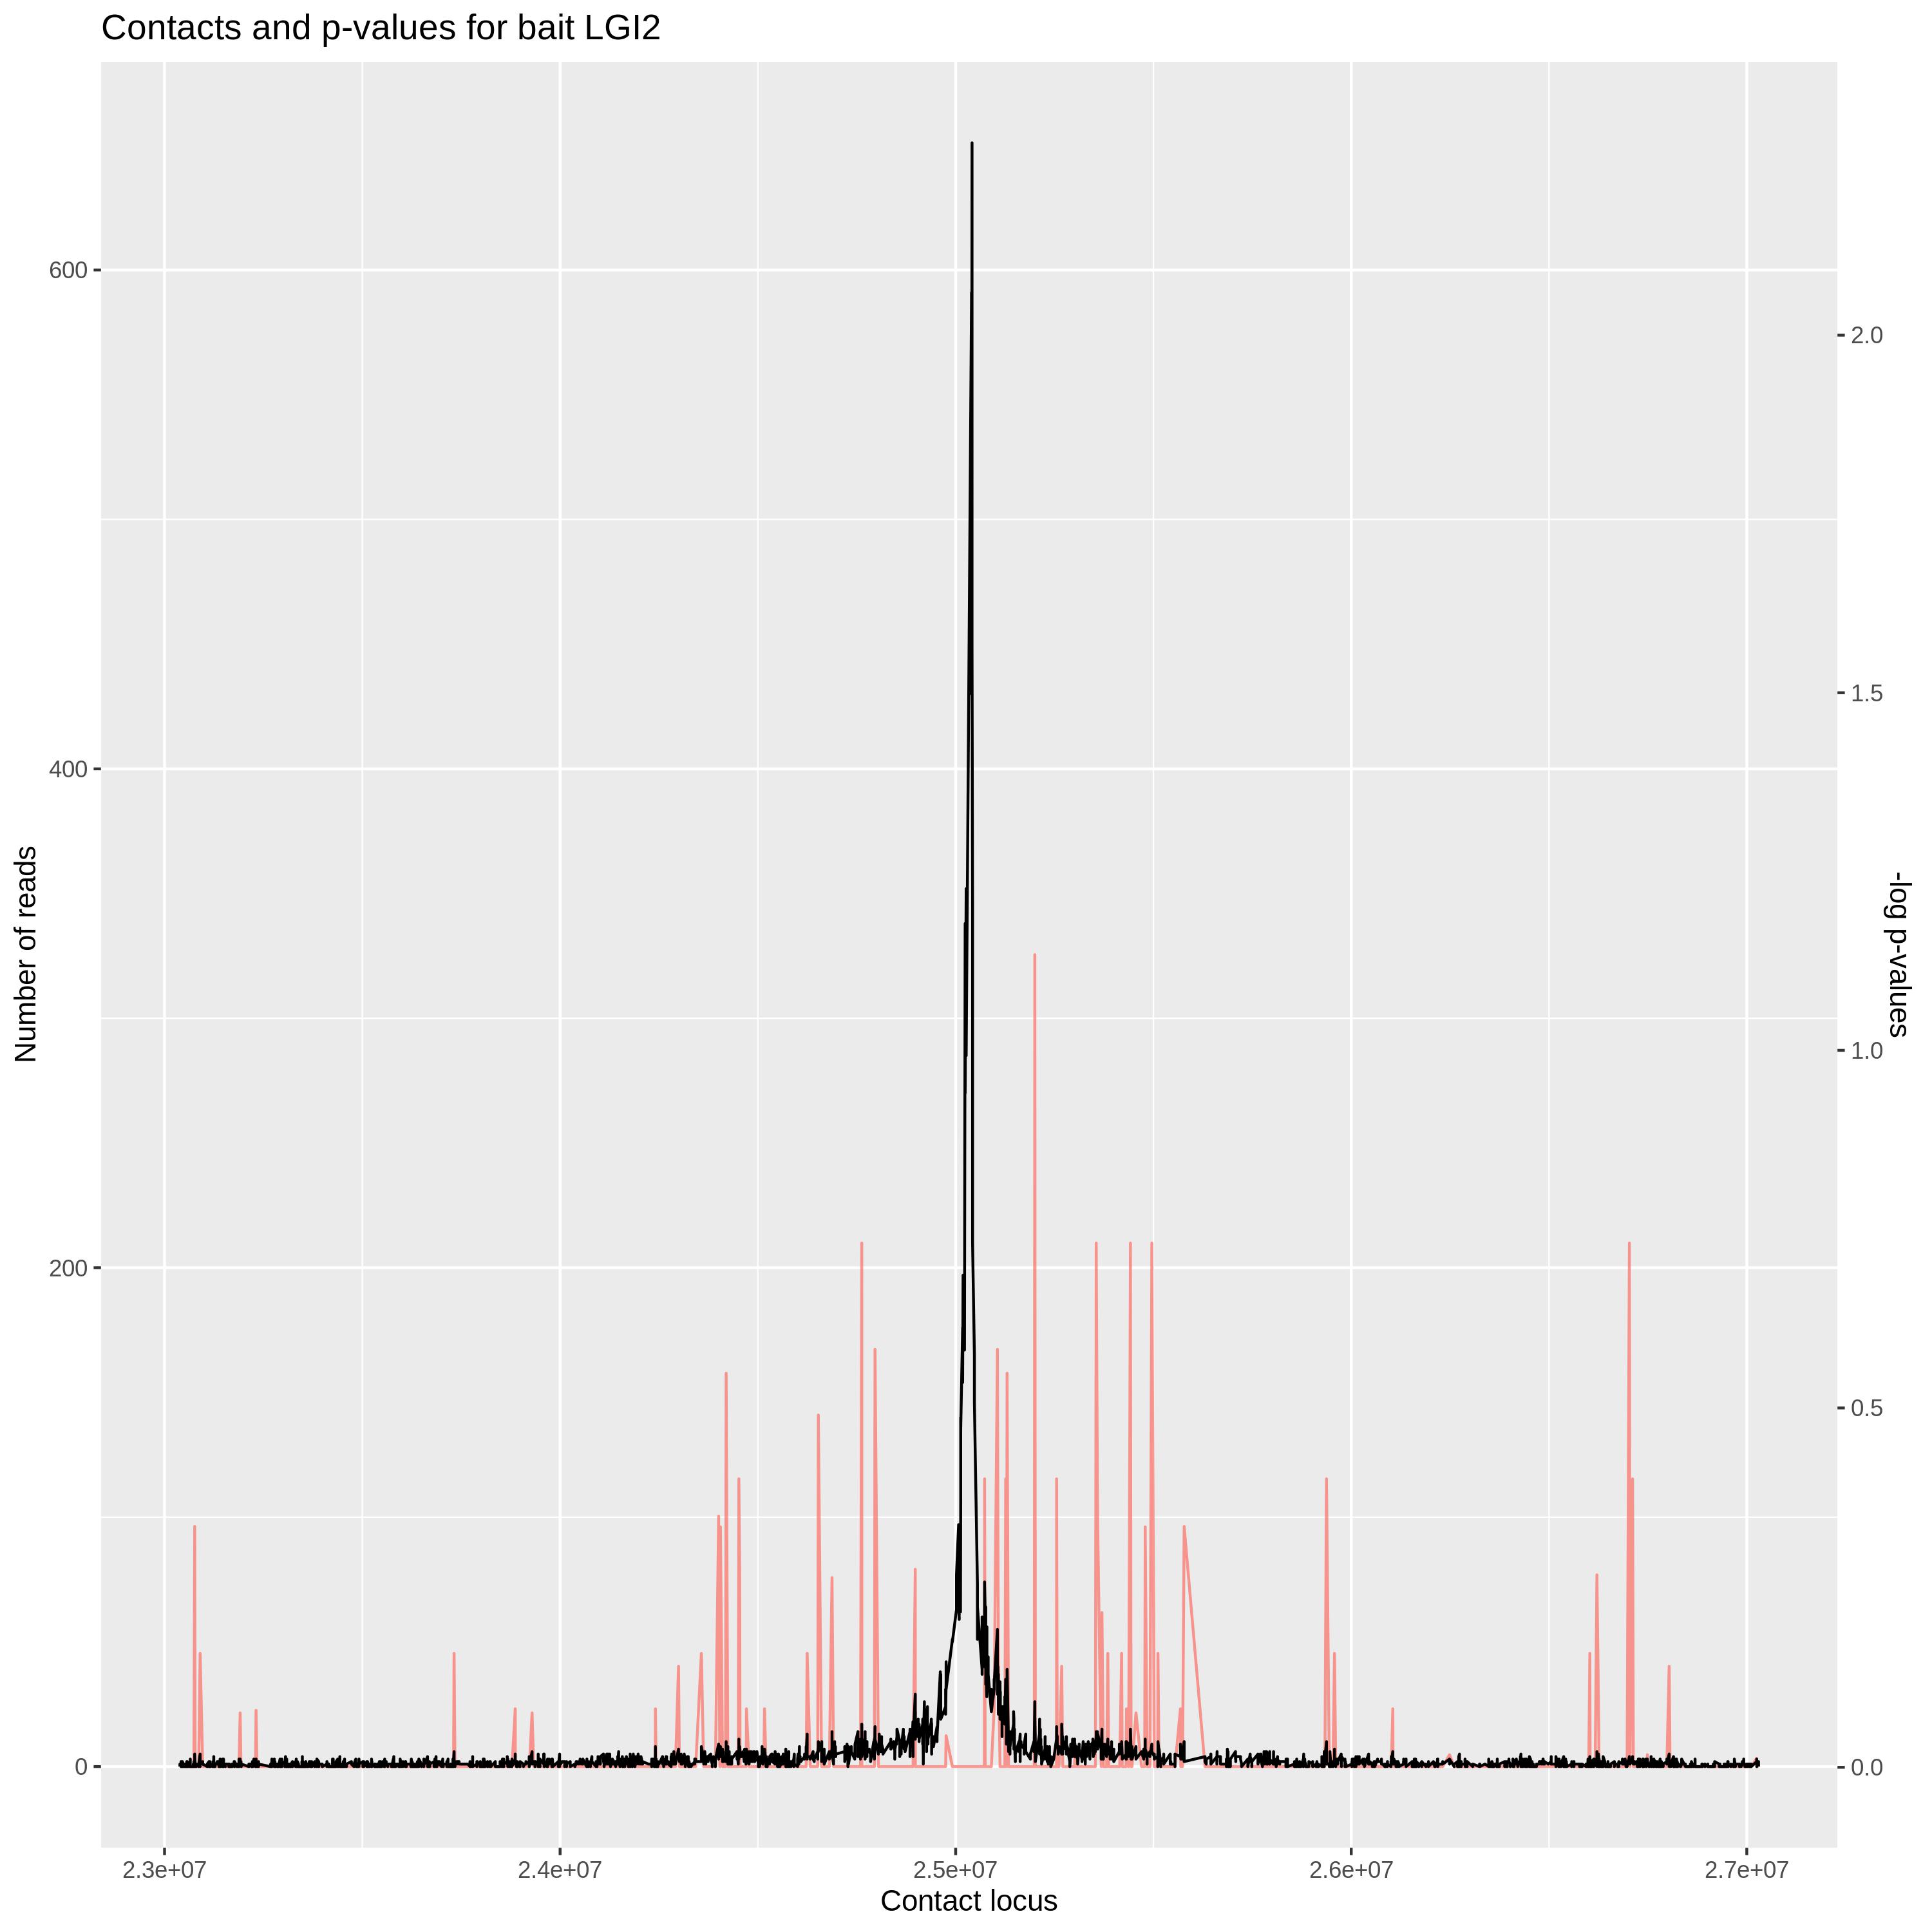 Contacts and p-values for bait LGI2
600
400
200
0
Number of reads
2.0
1.5
1.0
0.5
0.0
-log p-values
2.3e+07
2.4e+07
2.5e+07
2.6e+07
2.7e+07
Contact locus